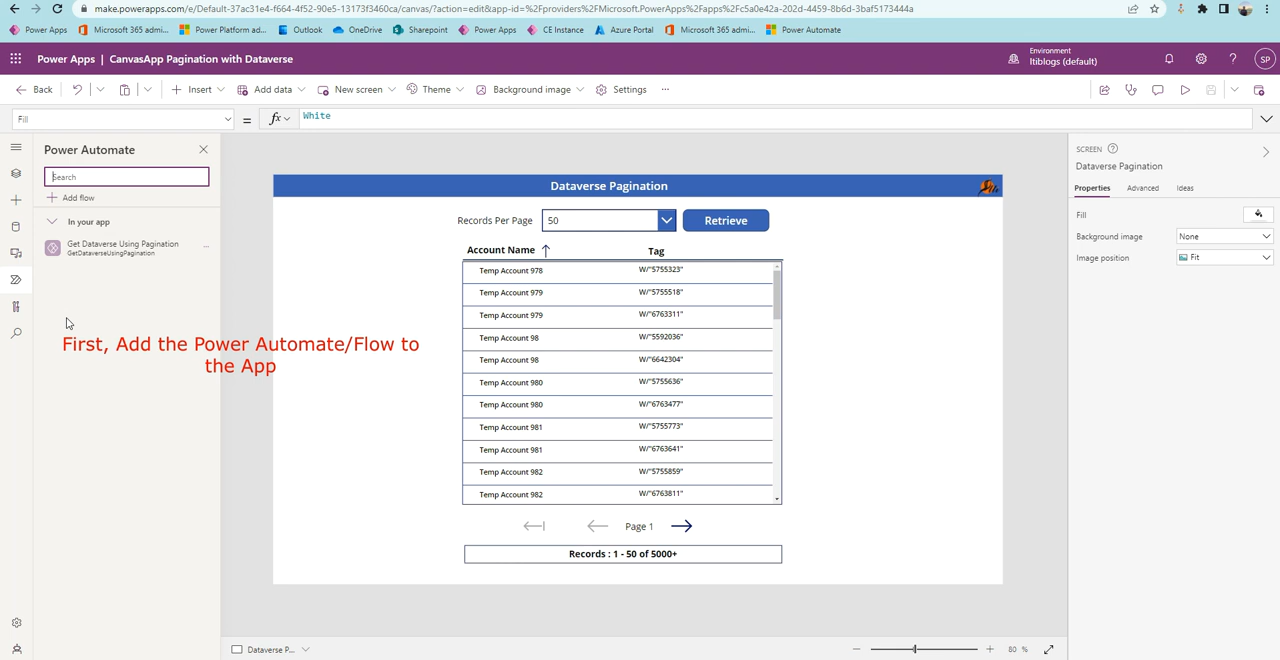 make.powerapps.com/e/Default-37ac31e4-f664-4f52-90e5-13173f3460ca/canvas/?action=edit&app-id=%2Fproviders%2FMicrosoft.PowerApps%2Fapps%2Fc5a0e42a-202d-4459-8b6d-3baf5173444a
Power Apps Microsoft 365 admi... Power Platform ad... Outlook OneDrive Sharepoint Power Apps CE Instance Azure Portal Microsoft 365 admi... Power Automate
Power Apps | CanvasApp Pagination with Dataverse
Environment
ltiblogs (default)
SP
Back Insert Add data New screen Theme Background image Settings ...
Fill = fx White
Power Automate
Search
Add flow
In your app
Get Dataverse Using Pagination
GetDataverseUsingPagination
...
First, Add the Power Automate/Flow to
the App
Dataverse Pagination
Records Per Page 50 Retrieve
Account Name Tag
Temp Account 978 W/"5755323"
Temp Account 979 W/"5755518"
Temp Account 979 W/"6763311"
Temp Account 98 W/"5592036"
Temp Account 98 W/"6642304"
Temp Account 980 W/"5755636"
Temp Account 980 W/"6763477"
Temp Account 981 W/"5755773"
Temp Account 981 W/"6763641"
Temp Account 982 W/"5755859"
Temp Account 982 W/"6763811"
Page 1
Records : 1 - 50 of 5000+
SCREEN
Dataverse Pagination
Properties Advanced Ideas
Fill
Background image None
Image position Fit
Dataverse P...
80 %